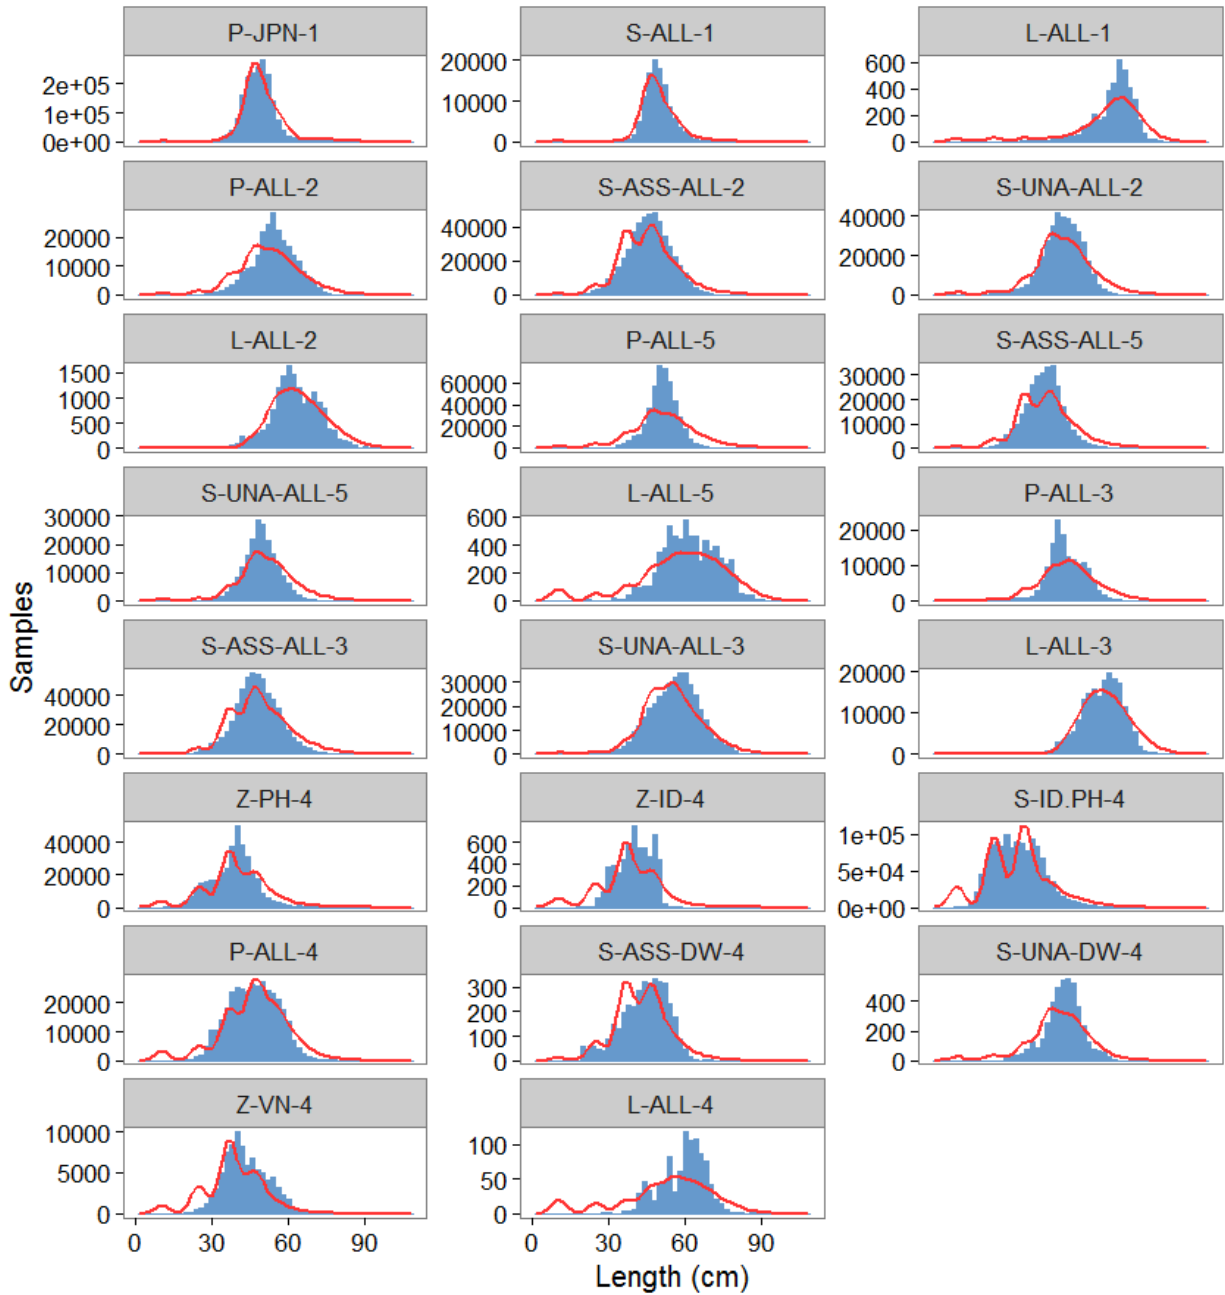 P-JPN-1 S-ALL-1 L-ALL-1
2e+05 1e+05 0e+00 20000 10000 0 600 400 200 0
P-ALL-2 S-ASS-ALL-2 S-UNA-ALL-2
20000 10000 0 40000 20000 0 40000 20000 0
L-ALL-2 P-ALL-5 S-ASS-ALL-5
1500 1000 500 0 60000 40000 20000 0 30000 20000 10000 0
S-UNA-ALL-5 L-ALL-5 P-ALL-3
30000 20000 10000 0 600 400 200 0 20000 10000 0
S-ASS-ALL-3 S-UNA-ALL-3 L-ALL-3
40000 20000 0 30000 20000 10000 0 20000 10000 0
Z-PH-4 Z-ID-4 S-ID.PH-4
40000 20000 0 600 400 200 0 1e+05 5e+04 0e+00
P-ALL-4 S-ASS-DW-4 S-UNA-DW-4
20000 10000 0 300 200 100 0 400 200 0
Z-VN-4 L-ALL-4
10000 5000 0 100 50 0
0 30 60 90 0 30 60 90
Length (cm)
Samples